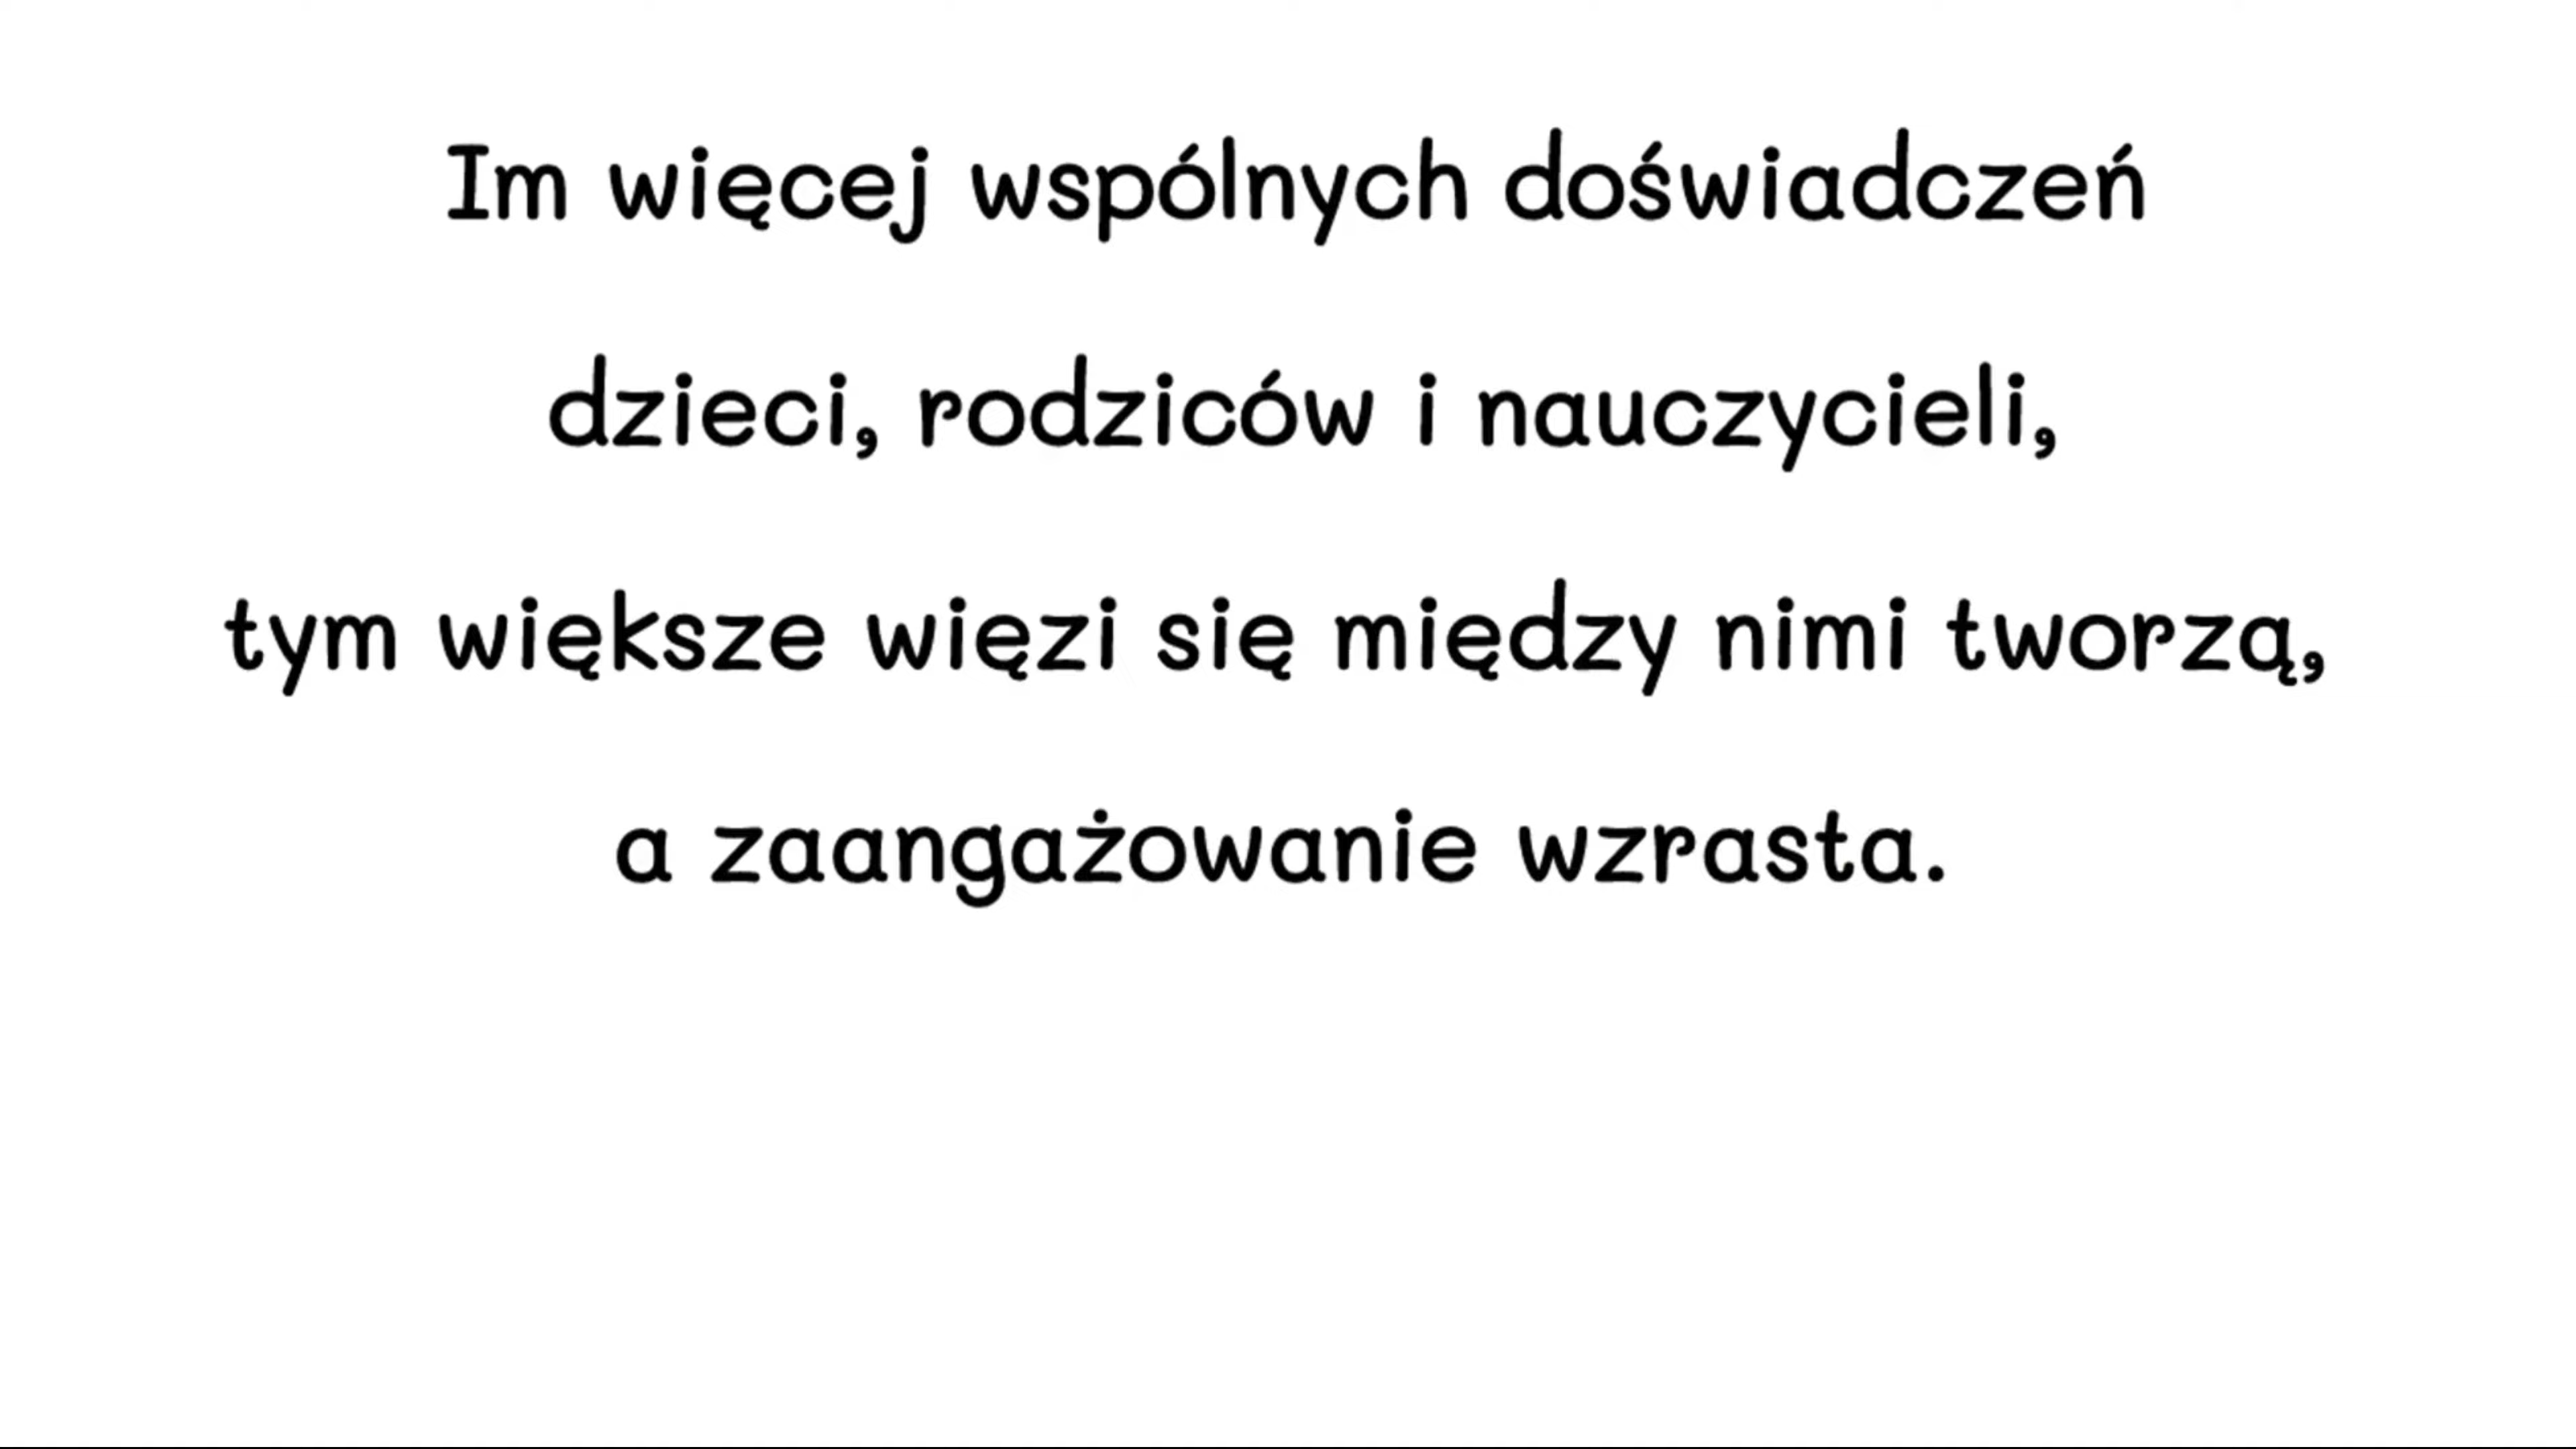 Im więcej wspólnych doświadczeń
dzieci, rodziców i nauczycieli,
tym większe więzi się między nimi tworzą,
a zaangażowanie wzrasta.